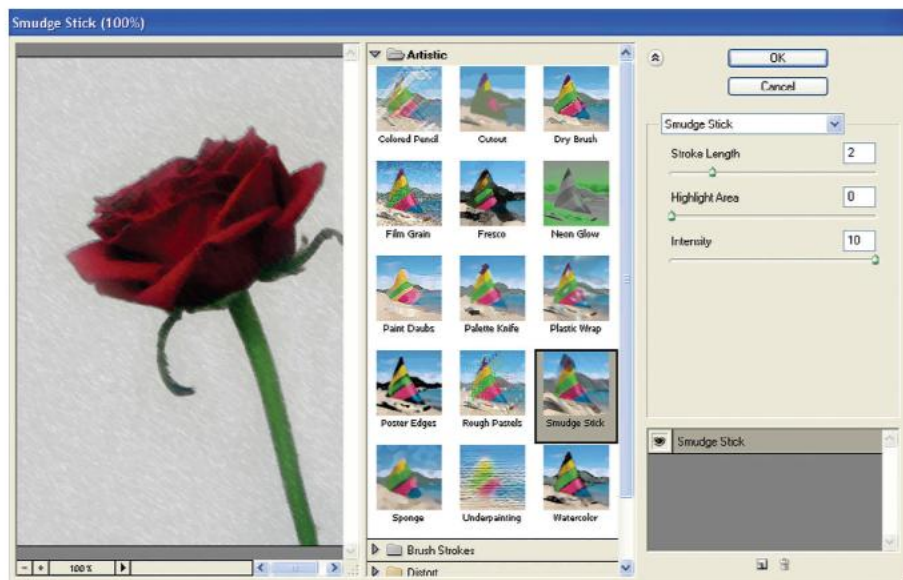 Smudge Stick (100%)
Artistic
Colored Pencil
Cutout
Dry Brush
Film Grain
Fresco
Neon Glow
Paint Daubs
Palette Knife
Plastic Wrap
Poster Edges
Rough Pastels
Smudge Stick
Sponge
Underpainting
Watercolor
Brush Strokes
Distort
100%
OK
Cancel
Smudge Stick
Stroke Length 2
Highlight Area 0
Intensity 10
Smudge Stick